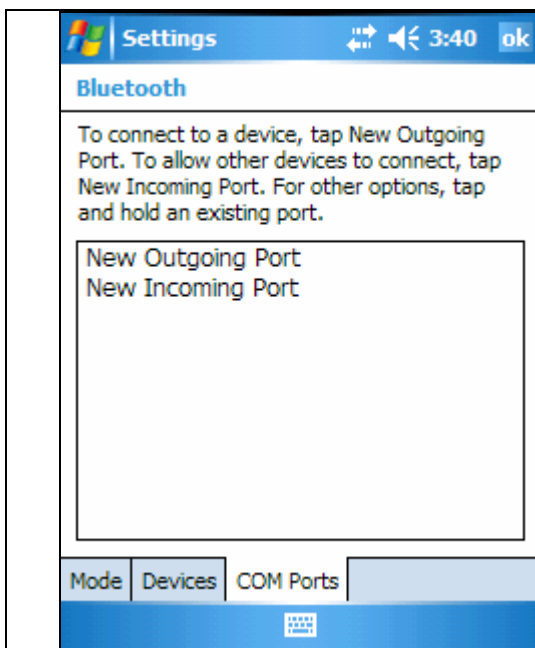 Settings 3:40 ok
Bluetooth
To connect to a device, tap New Outgoing
Port. To allow other devices to connect, tap
New Incoming Port. For other options, tap
and hold an existing port.
New Outgoing Port
New Incoming Port
Mode Devices COM Ports